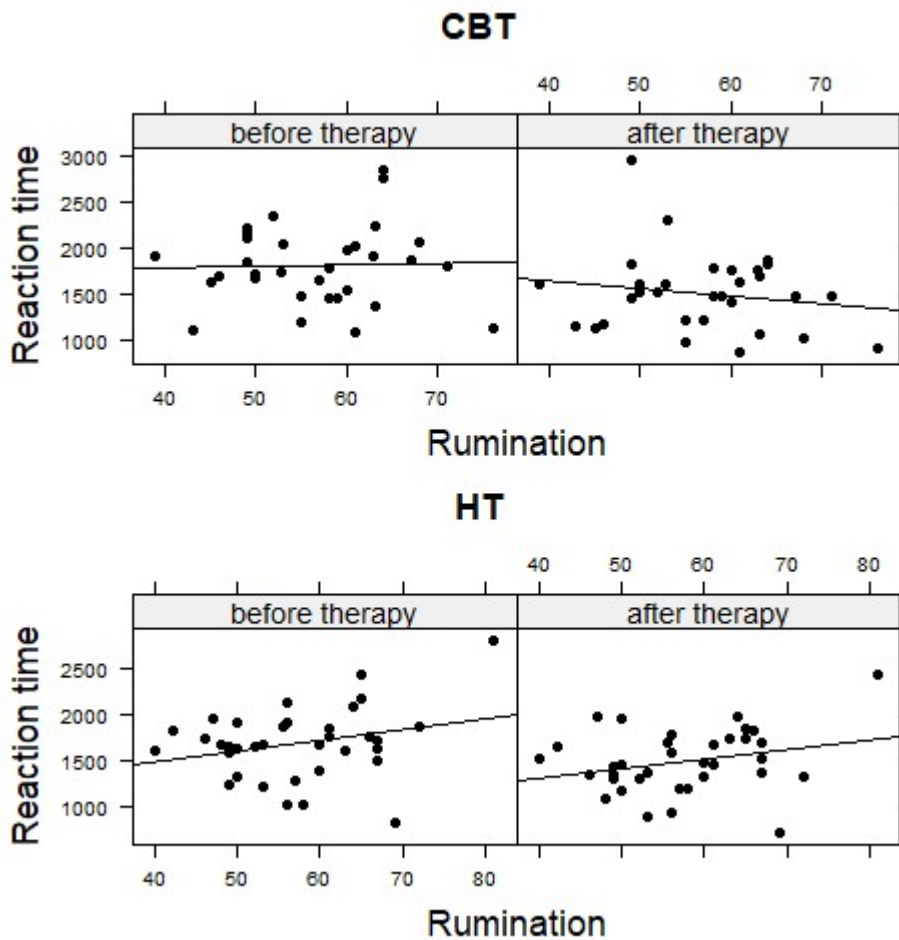 CBT
40 50 60 70
before therapy after therapy
3000
2500
2000
1500
1000
Reaction time
40 50 60 70
Rumination
HT
40 50 60 70 80
before therapy after therapy
2500
2000
1500
1000
Reaction time
40 50 60 70 80
Rumination